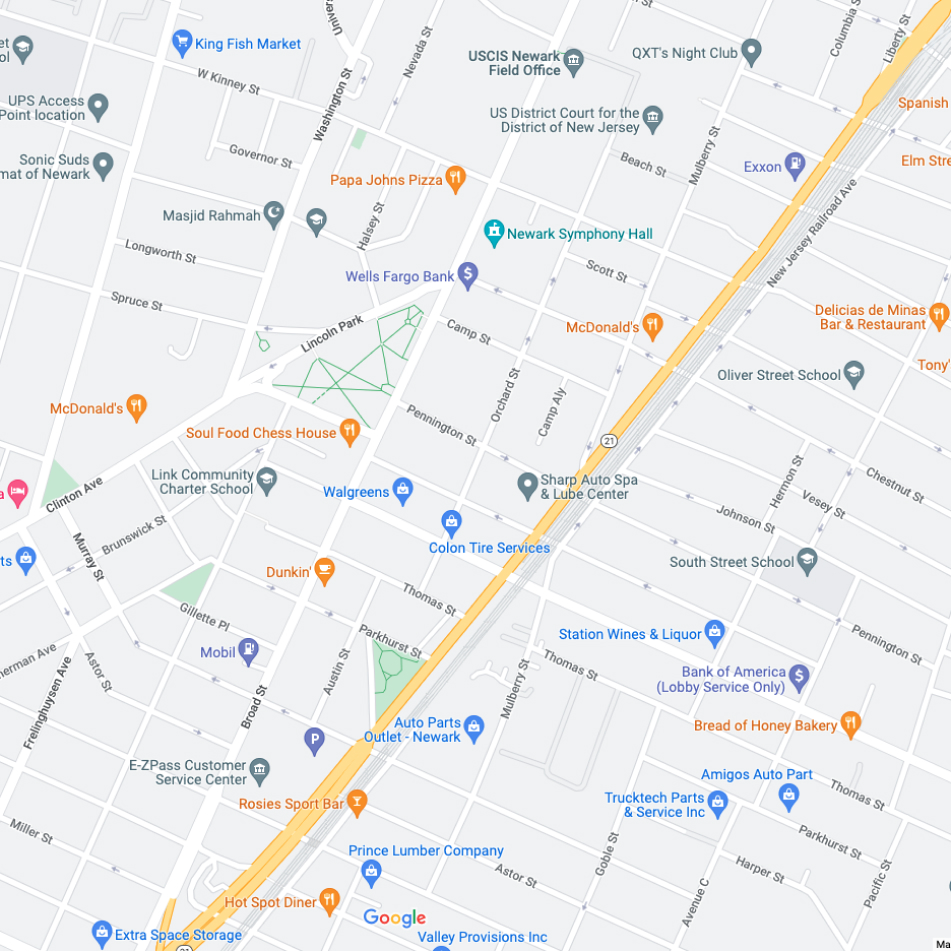 Univers
Columbia S
Liberty St
Nevada St
King Fish Market
et
ol
USCIS Newark
Field Office
QXT's Night Club
W Kinney St
Washington St
UPS Access
Point location
US District Court for the
District of New Jersey
Spanish
Mulberry St
Governor St
Sonic Suds
mat of Newark
Beach St
Exxon
Elm Stre
Papa Johns Pizza
Masjid Rahmah
Halsey St
Newark Symphony Hall
New Jersey Railroad Ave
Longworth St
Wells Fargo Bank
Scott St
Spruce St
Lincoln Park
Camp St
McDonald's
Delicias de Minas
Bar & Restaurant
Oliver Street School
Tony'
McDonald's
Orchard St
Camp Aly
Pennington St
Soul Food Chess House
21
Link Community
Charter School
Walgreens
Sharp Auto Spa
& Lube Center
Hermon St
Chestnut St
Vesey St
a
Clinton Ave
Johnson St
Brunswick St
Murray St
Colon Tire Services
ts
Dunkin'
South Street School
Thomas St
Gillette Pl
Parkhurst St
Station Wines & Liquor
Pennington St
Mobil
herman Ave
Astor St
Austin St
Mulberry St
Thomas St
Bank of America
(Lobby Service Only)
Frelinghuysen Ave
Broad St
P
Auto Parts
Outlet - Newark
Bread of Honey Bakery
E-ZPass Customer
Service Center
Amigos Auto Part
Rosies Sport Bar
Trucktech Parts
& Service Inc
Thomas St
Miller St
Parkhurst St
Prince Lumber Company
Goble St
Astor St
Harper St
Avenue C
Pacific St
Hot Spot Diner
Google
Extra Space Storage
21
Valley Provisions Inc
Ma